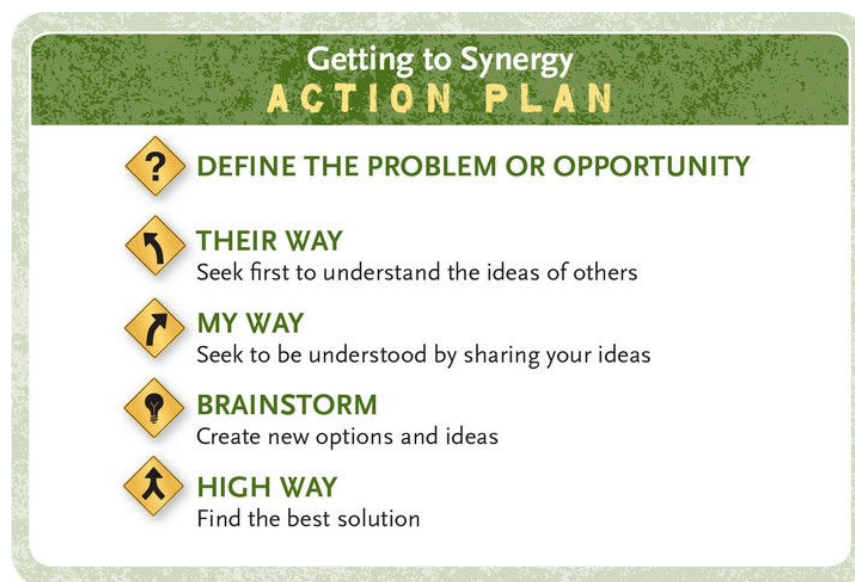 Getting to Synergy
ACTION PLAN
?
DEFINE THE PROBLEM OR OPPORTUNITY
THEIR WAY
Seek first to understand the ideas of others
MY WAY
Seek to be understood by sharing your ideas
BRAINSTORM
Create new options and ideas
HIGH WAY
Find the best solution